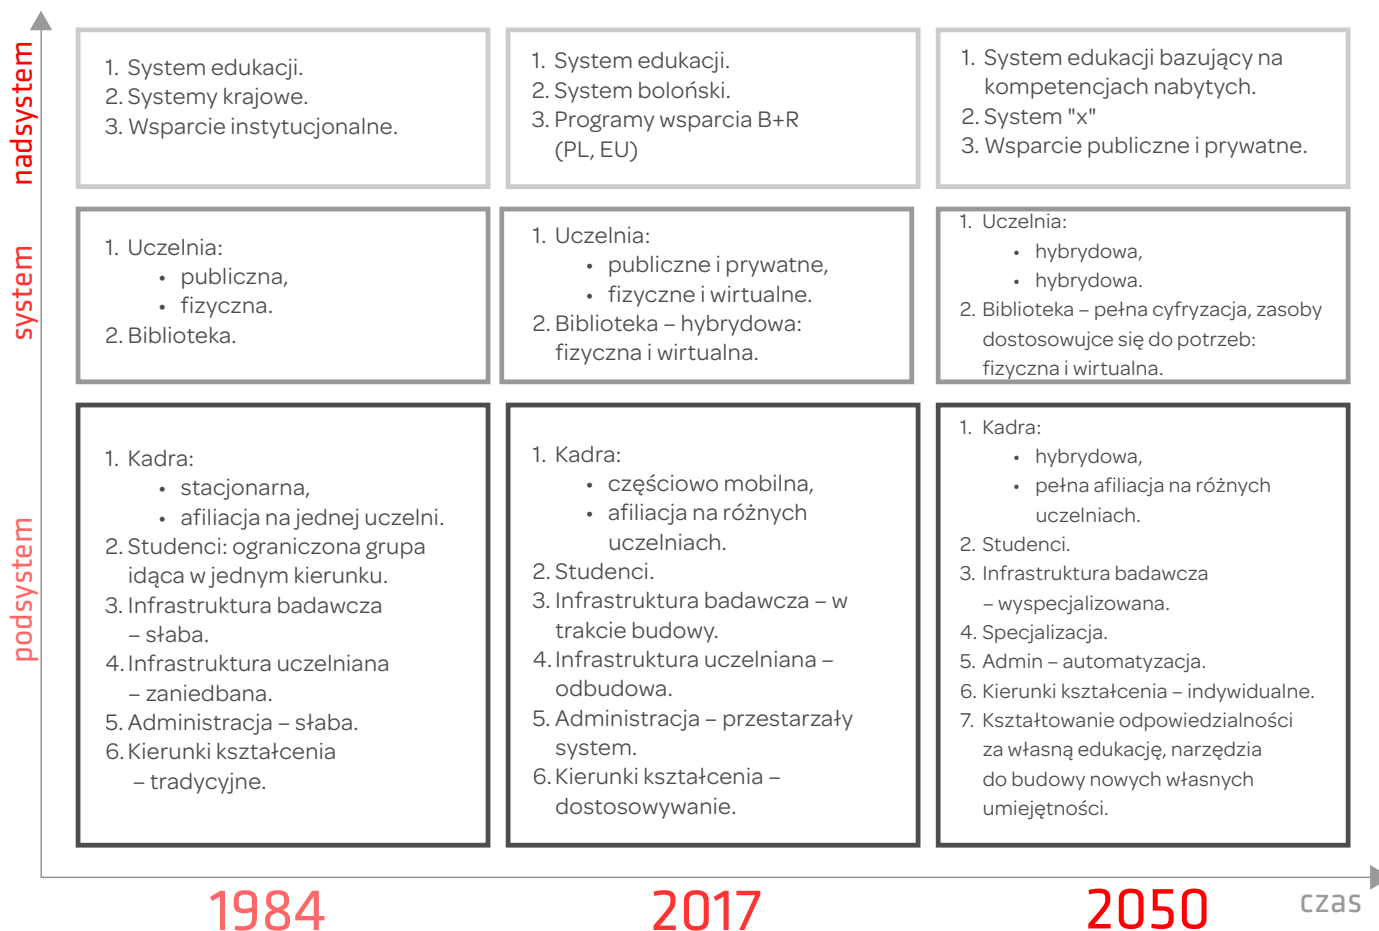 nadsystem
1. System edukacji.
2. Systemy krajowe.
3. Wsparcie instytucjonalne.
1. System edukacji.
2. System boloński.
3. Programy wsparcia B+R
(PL, EU)
1. System edukacji bazujący na
kompetencjach nabytych.
2. System "x"
3. Wsparcie publiczne i prywatne.
system
1. Uczelnia:
• publiczna,
• fizyczna.
2. Biblioteka.
1. Uczelnia:
• publiczne i prywatne,
• fizyczne i wirtualne.
2. Biblioteka – hybrydowa:
fizyczna i wirtualna.
1. Uczelnia:
• hybrydowa,
• hybrydowa.
2. Biblioteka – pełna cyfryzacja, zasoby
dostosowujce się do potrzeb:
fizyczna i wirtualna.
podsystem
1. Kadra:
• stacjonarna,
• afiliacja na jednej uczelni.
2. Studenci: ograniczona grupa
idąca w jednym kierunku.
3. Infrastruktura badawcza
– słaba.
4. Infrastruktura uczelniana
– zaniedbana.
5. Administracja – słaba.
6. Kierunki kształcenia
– tradycyjne.
1. Kadra:
• częściowo mobilna,
• afiliacja na różnych
uczelniach.
2. Studenci.
3. Infrastruktura badawcza – w
trakcie budowy.
4. Infrastruktura uczelniana –
odbudowa.
5. Administracja – przestarzały
system.
6. Kierunki kształcenia –
dostosowywanie.
1. Kadra:
• hybrydowa,
• pełna afiliacja na różnych
uczelniach.
2. Studenci.
3. Infrastruktura badawcza
– wyspecjalizowana.
4. Specjalizacja.
5. Admin – automatyzacja.
6. Kierunki kształcenia – indywidualne.
7. Kształtowanie odpowiedzialności
za własną edukację, narzędzia
do budowy nowych własnych
umiejętności.
1984
2017
2050
czas